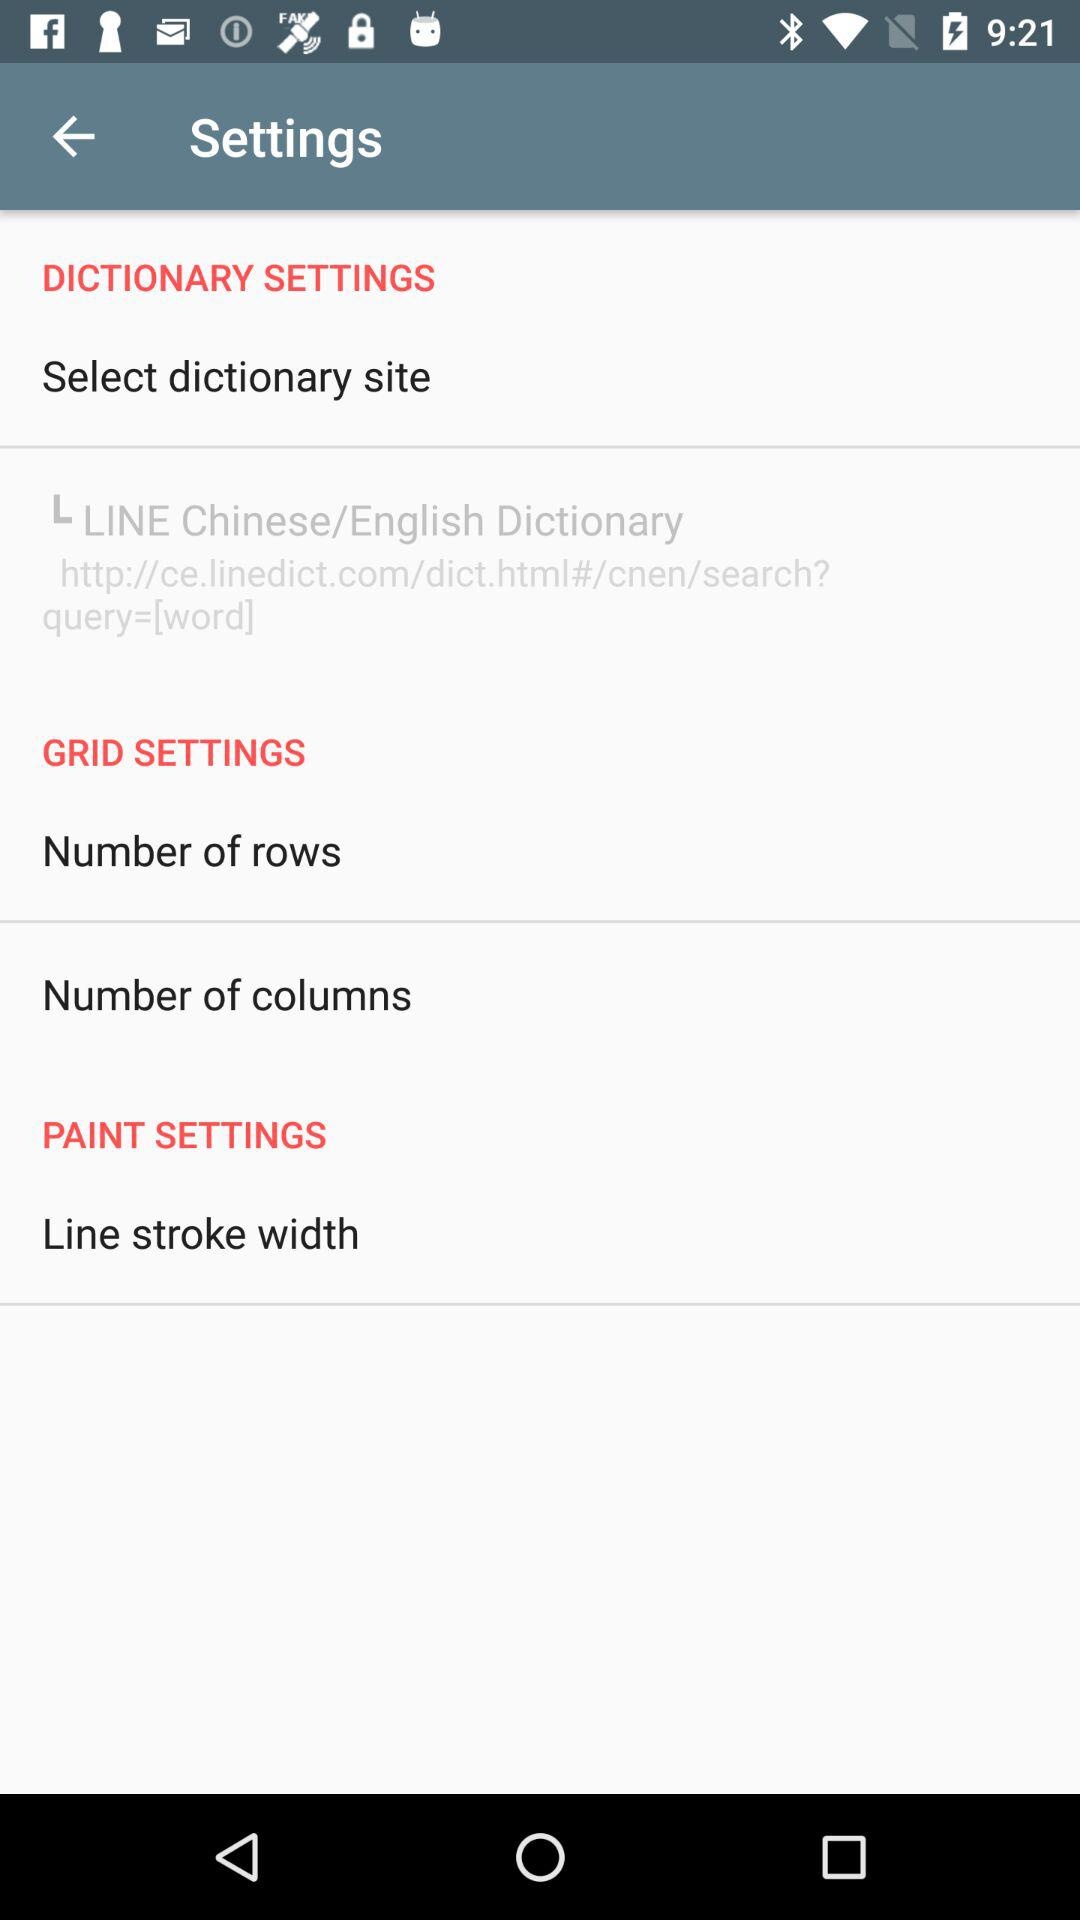 FAKE
9:21
Settings
DICTIONARY SETTINGS
Select dictionary site
┗ LINE Chinese/English Dictionary
http://ce.linedict.com/dict.html#/cnen/search?
query=[word]
GRID SETTINGS
Number of rows
Number of columns
PAINT SETTINGS
Line stroke width